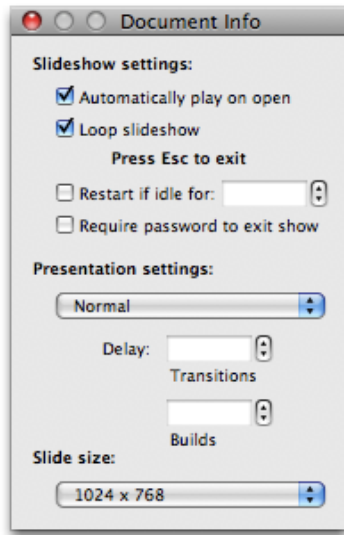 Document Info
Slideshow settings:
Automatically play on open
Loop slideshow
Press Esc to exit
Restart if idle for:
Require password to exit show
Presentation settings:
Normal
Delay:
Transitions
Builds
Slide size:
1024 x 768